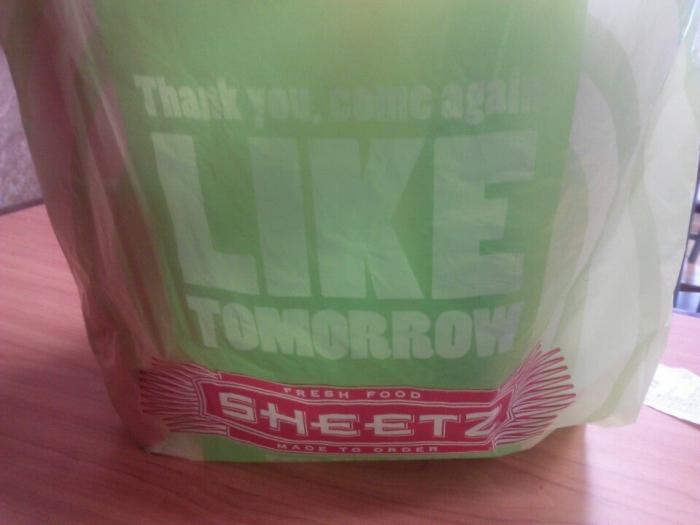 Thank you, come again
LIKE
TOMORROW
FRESH FOOD
SHEETZ
MADE TO ORDER